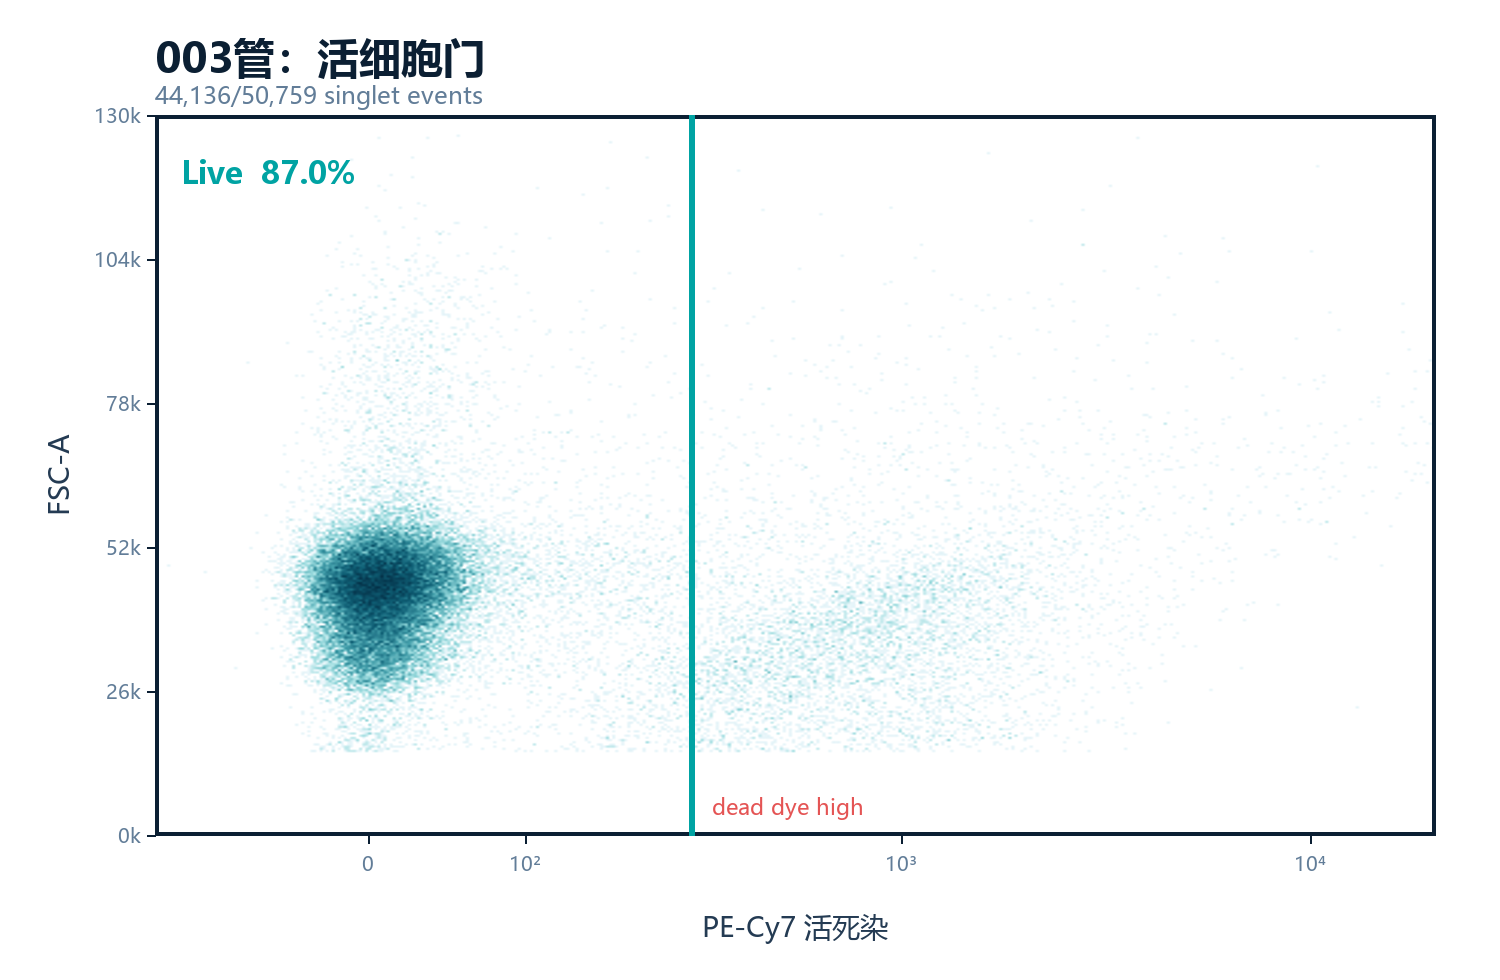 003管：活细胞门
44,136/50,759 singlet events
130k
Live 87.0%
104k
78k
FSC-A
52k
26k
dead dye high
0k
0 10² 10³ 10⁴
PE-Cy7 活死染